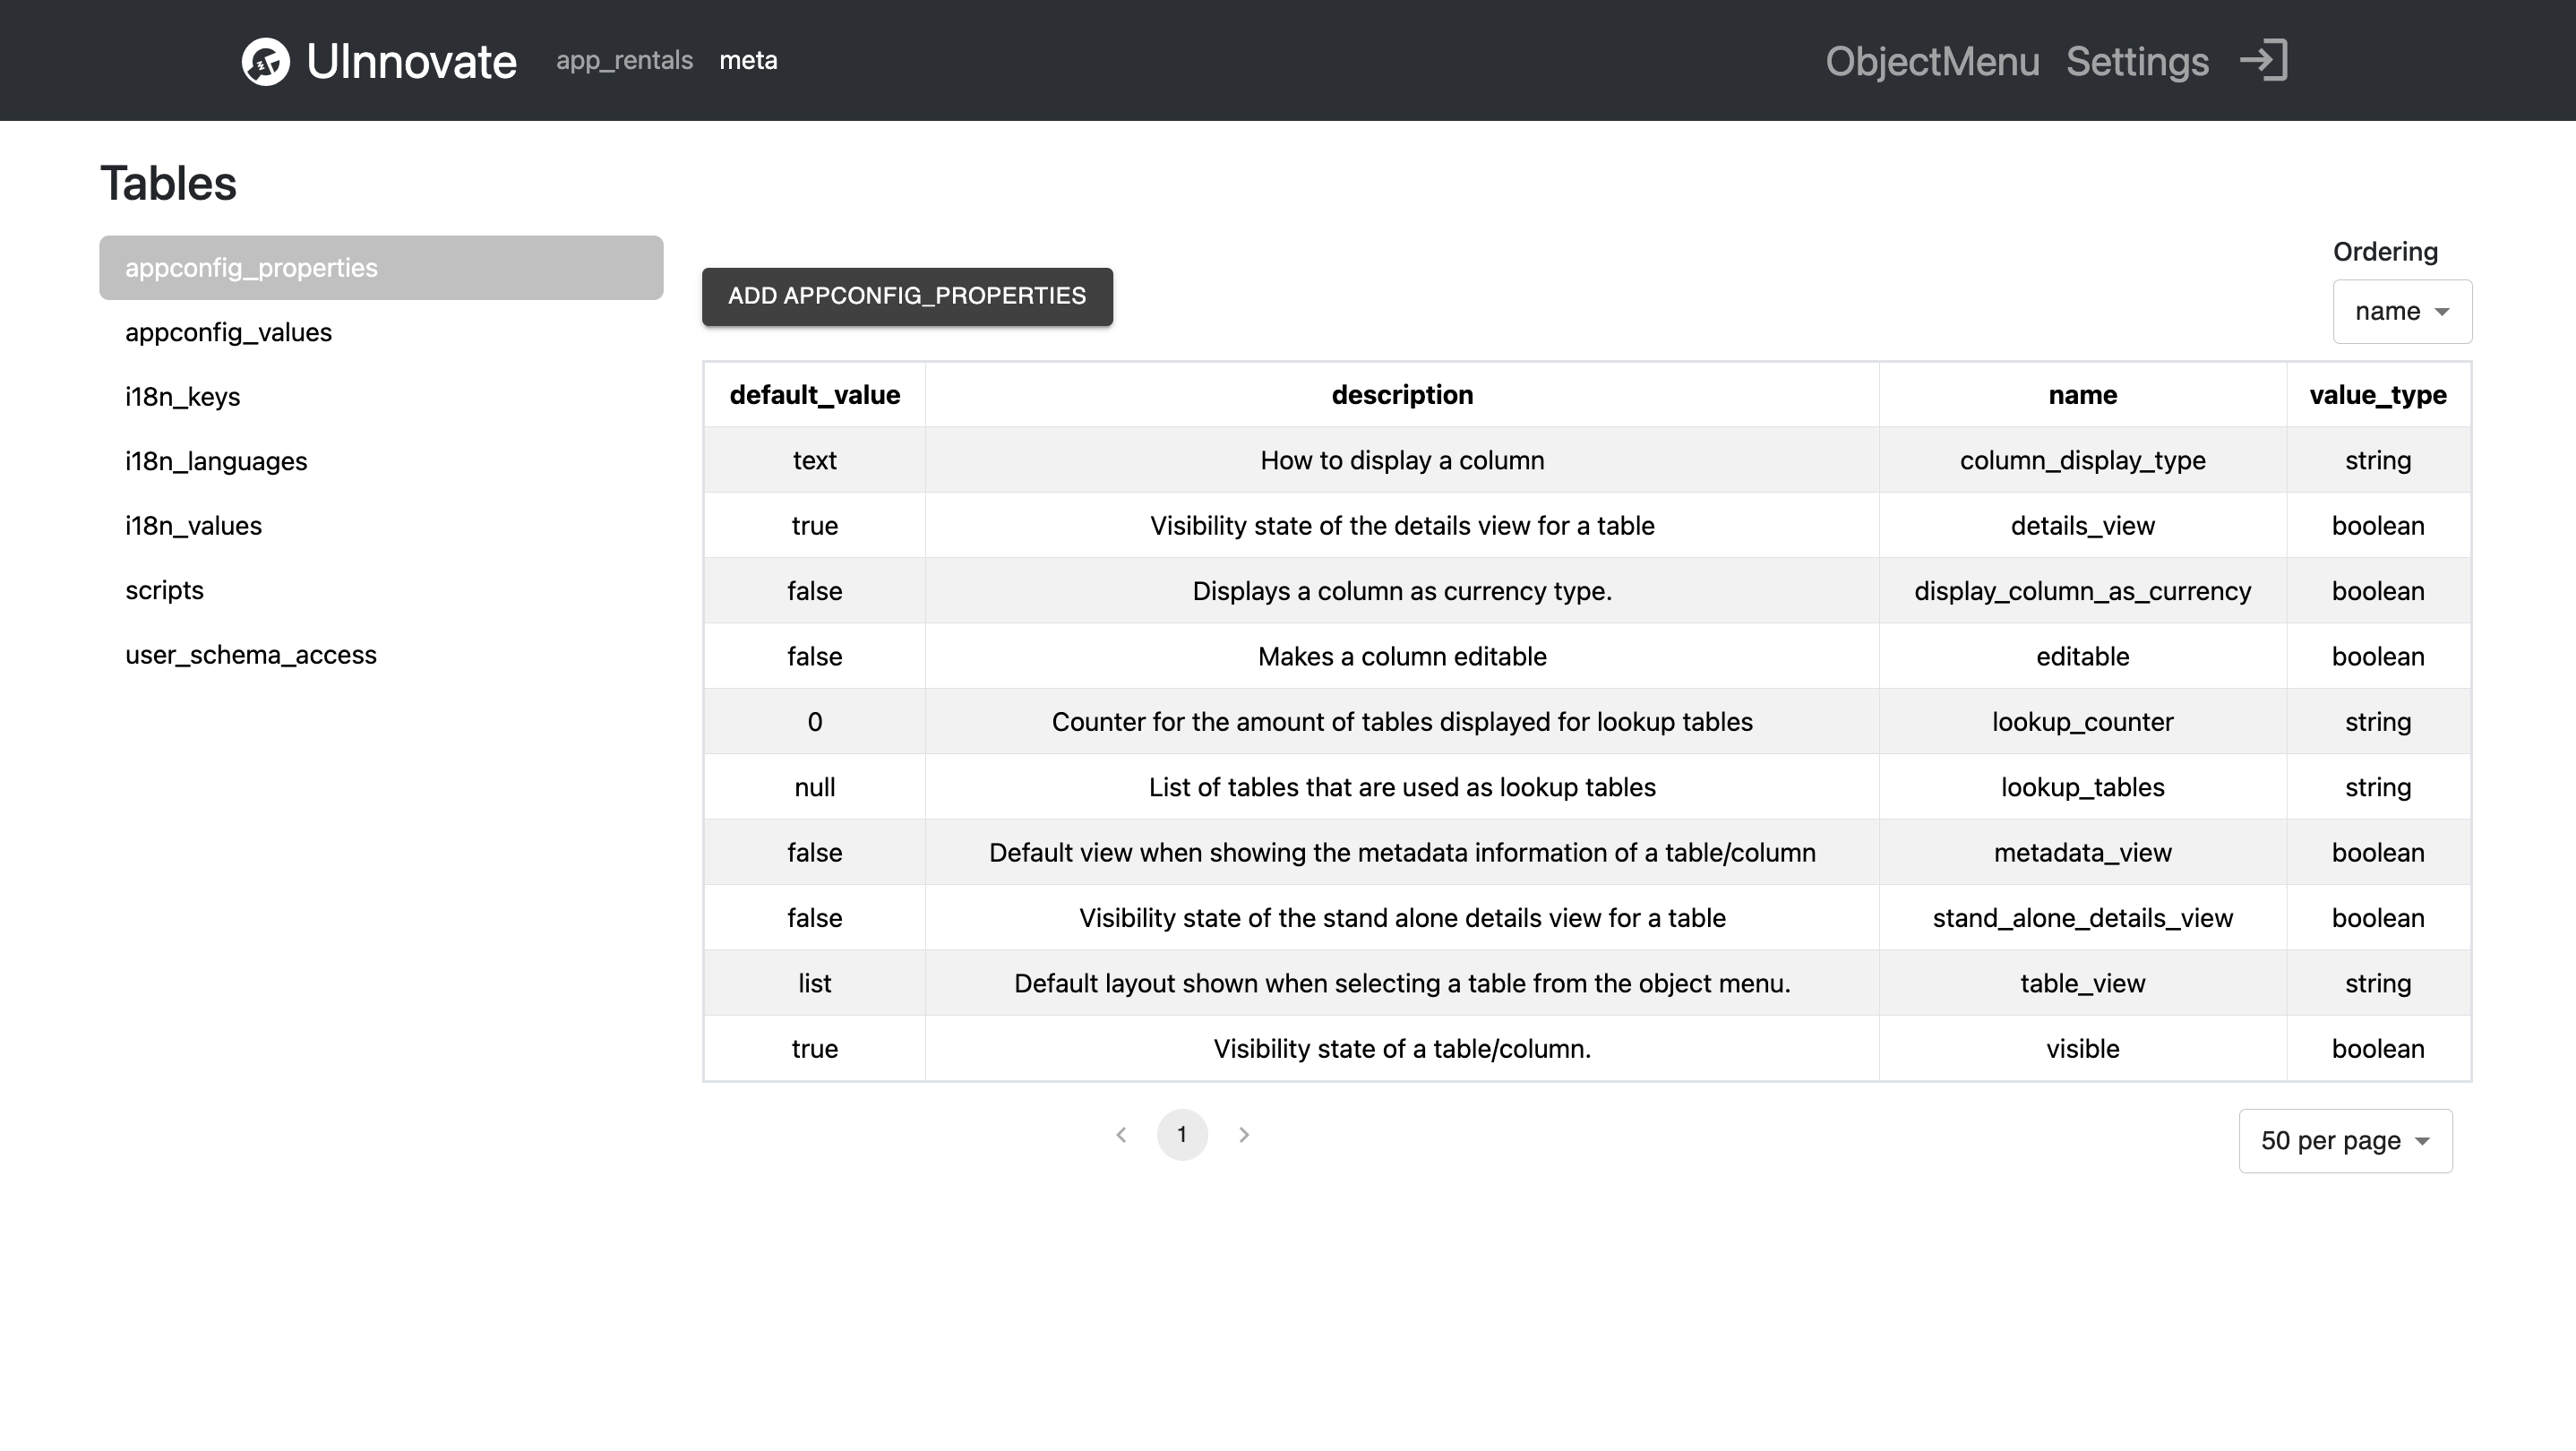 UInnovate app_rentals meta ObjectMenu Settings
Tables
appconfig_properties
appconfig_values
i18n_keys
i18n_languages
i18n_values
scripts
user_schema_access
Ordering
ADD APPCONFIG_PROPERTIES
name
default_value description name value_type
text How to display a column column_display_type string
true Visibility state of the details view for a table details_view boolean
false Displays a column as currency type. display_column_as_currency boolean
false Makes a column editable editable boolean
0 Counter for the amount of tables displayed for lookup tables lookup_counter string
null List of tables that are used as lookup tables lookup_tables string
false Default view when showing the metadata information of a table/column metadata_view boolean
false Visibility state of the stand alone details view for a table stand_alone_details_view boolean
list Default layout shown when selecting a table from the object menu. table_view string
true Visibility state of a table/column. visible boolean
1
50 per page